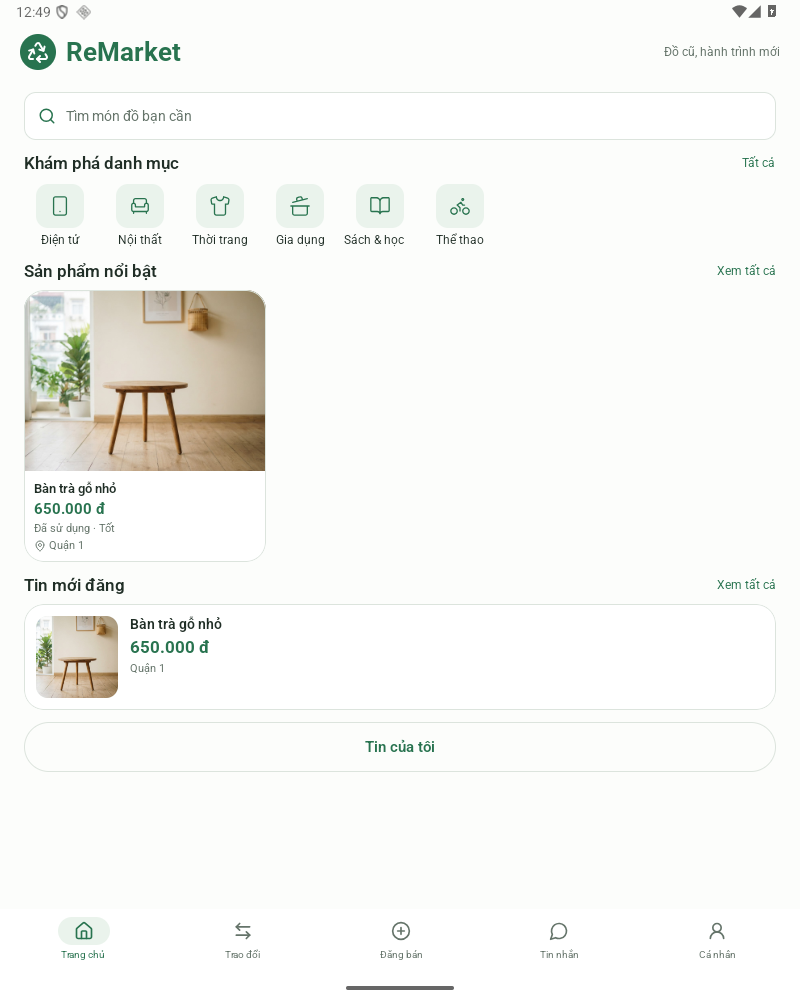 12:49
ReMarket
Đồ cũ, hành trình mới
Tìm món đồ bạn cần
Khám phá danh mục
Tất cả
Điện tử
Nội thất
Thời trang
Gia dụng
Sách & học
Thể thao
Sản phẩm nổi bật
Xem tất cả
Bàn trà gỗ nhỏ
650.000 đ
Đã sử dụng · Tốt
Quận 1
Tin mới đăng
Xem tất cả
Bàn trà gỗ nhỏ
650.000 đ
Quận 1
Tin của tôi
Trang chủ
Trao đổi
Đăng bán
Tin nhắn
Cá nhân